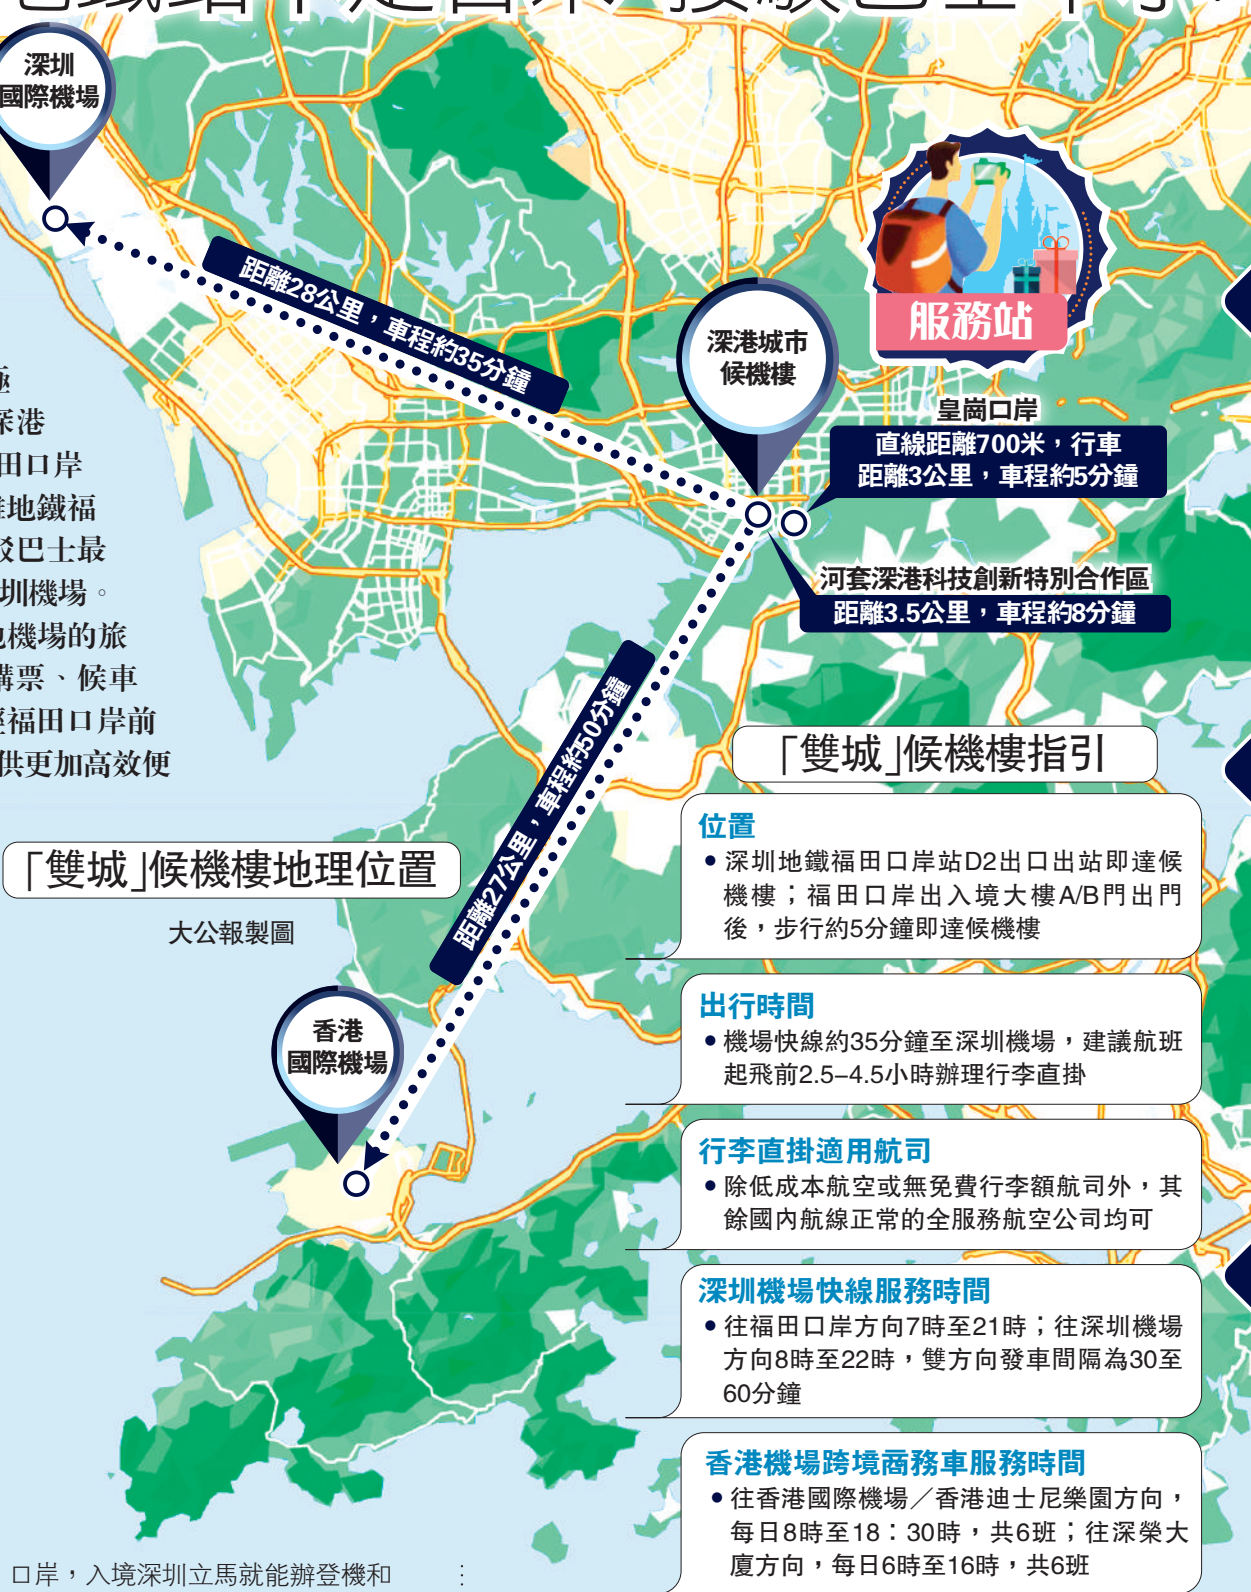 深圳
國際機場
距離28公里，車程約35分鐘
服務站
深港城市
候機樓
皇崗口岸
直線距離700米，行車
距離3公里，車程約5分鐘
河套深港科技創新特別合作區
距離3.5公里，車程約8分鐘
深港
田口岸
地鐵福
巴士最
圳機場。
機場的旅
購票、候車
福田口岸前
供更加高效便
距離27公里，車程約50分鐘
「雙城」候機樓地理位置
大公報製圖
香港
國際機場
「雙城」候機樓指引
位置
•深圳地鐵福田口岸站D2出口出站即達候
機樓；福田口岸出入境大樓A/B門出門
後，步行約5分鐘即達候機樓
出行時間
•機場快線約35分鐘至深圳機場，建議航班
起飛前2.5–4.5小時辦理行李直掛
行李直掛適用航司
•除低成本航空或無免費行李額航司外，其
餘國內航線正常的全服務航空公司均可
深圳機場快線服務時間
•往福田口岸方向7時至21時；往深圳機場
方向8時至22時，雙方向發車間隔為30至
60分鐘
香港機場跨境商務車服務時間
•往香港國際機場／香港迪士尼樂園方向，
每日8時至18：30時，共6班；往深榮大
廈方向，每日6時至16時，共6班
口岸，入境深圳立馬就能辦登機和